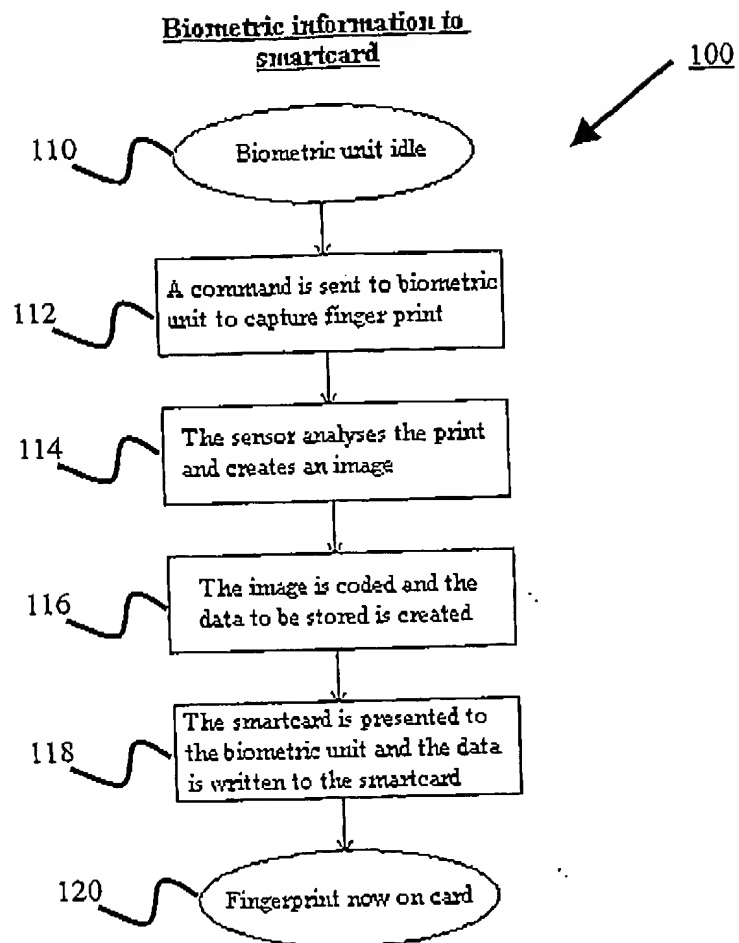 Biometric information to
smartcard
100
110
Biometric unit idle
112
A command is sent to biometric
unit to capture finger print
114
The sensor analyses the print
and creates an image
116
The image is coded and the
data to be stored is created
118
The smartcard is presented to
the biometric unit and the data
is written to the smartcard
120
Fingerprint now on card